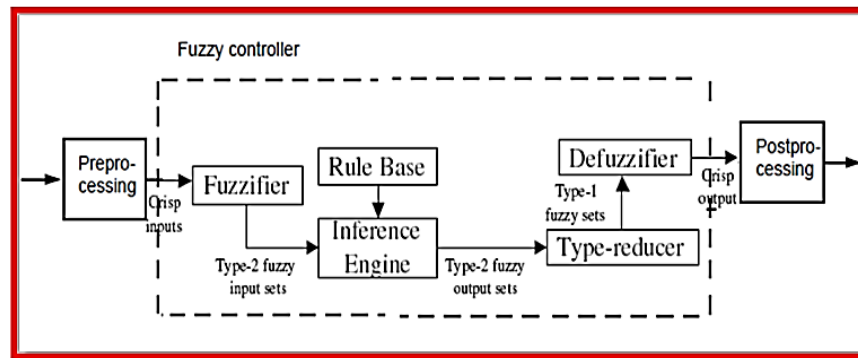 Fuzzy controller
Prepro-
cessing
Crisp
inputs
Fuzzifier
Rule Base
Type-2 fuzzy
input sets
Inference
Engine
Type-2 fuzzy
output sets
Type-reducer
Type-1
fuzzy sets
Defuzzifier
Crisp
output
Postpro-
cessing